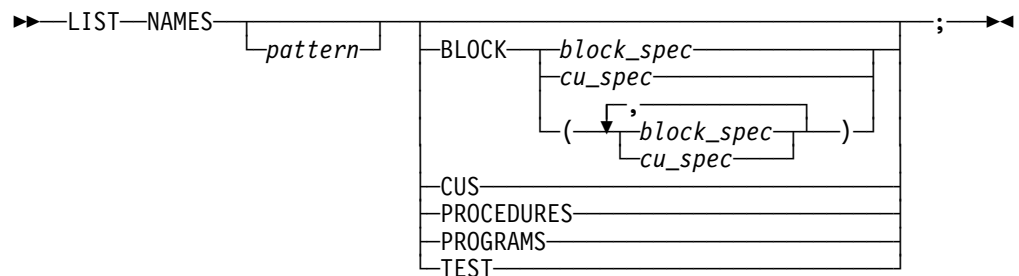 LIST NAMES ;
pattern BLOCK block_spec
cu_spec
,
( block_spec )
cu_spec
CUS
PROCEDURES
PROGRAMS
TEST